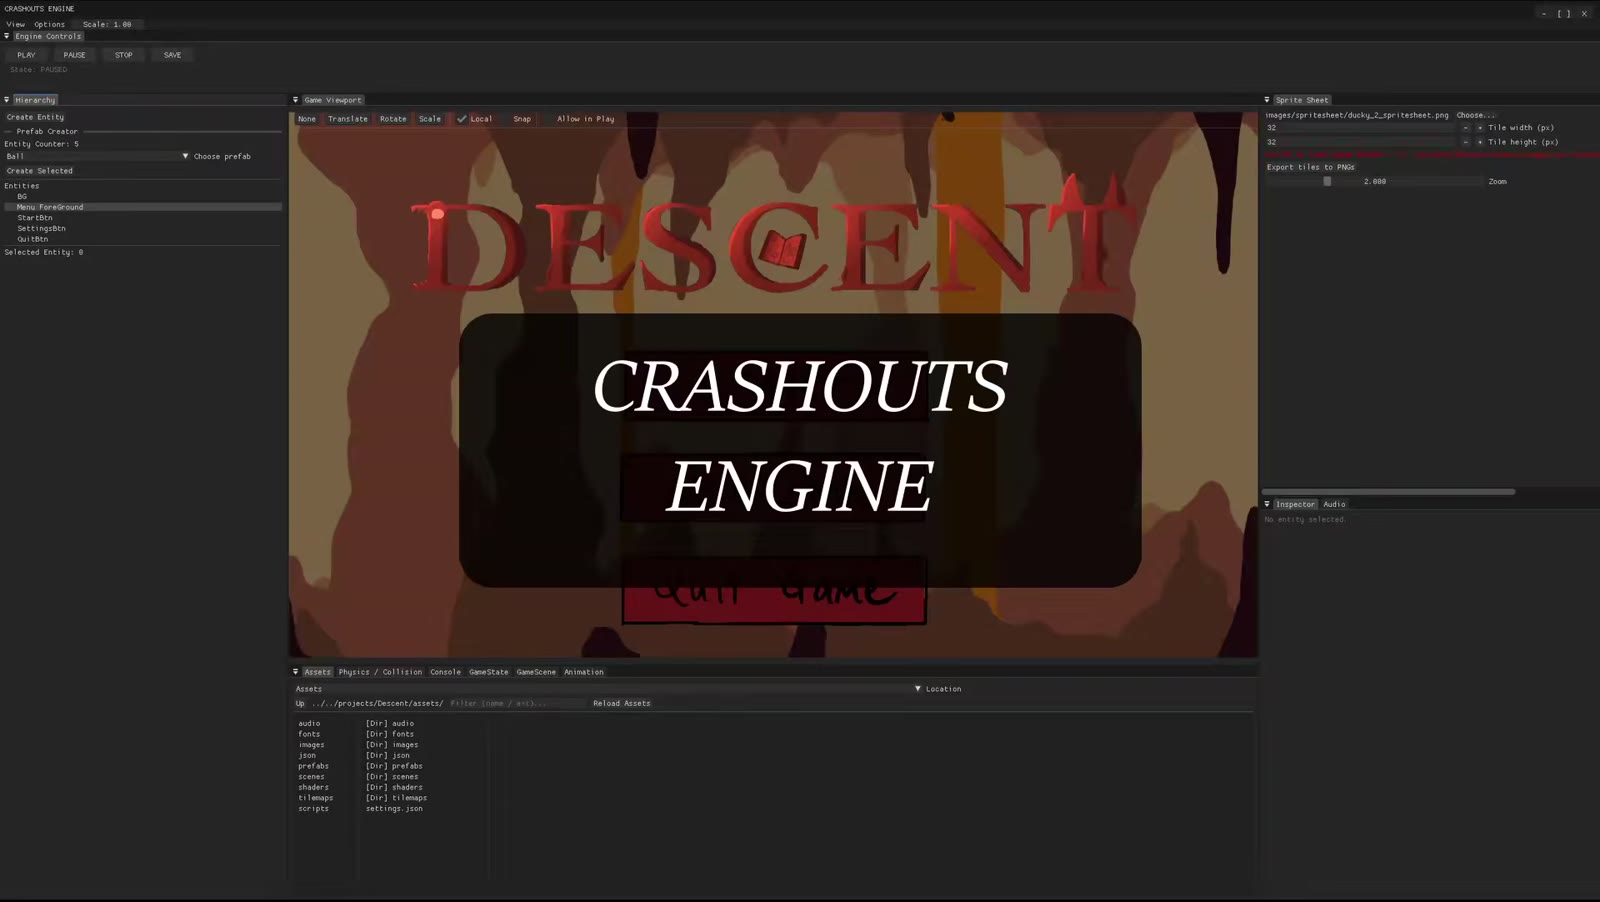 CRASHOUTS ENGINE
- [ ] X
View Options Scale: 1.00
Engine Controls
PLAY PAUSE STOP SAVE
State: PAUSED
Hierarchy
Create Entity
Prefab Creator
Entity Counter: 5
Ball Choose prefab
Create Selected
Entities
BG
Menu ForeGround
StartBtn
SettingsBtn
QuitBtn
Selected Entity: 0
Game Viewport
None Translate Rotate Scale Local Snap Allow in Play
DESCENT
CRASHOUTS
ENGINE
Quit Game
Assets Physics / Collision Console GameState GameScene Animation
Assets Location
Up ../../projects/Descent/assets/ Filter (name / ext)... Reload Assets
audio [Dir] audio
fonts [Dir] fonts
images [Dir] images
json [Dir] json
prefabs [Dir] prefabs
scenes [Dir] scenes
shaders [Dir] shaders
tilemaps [Dir] tilemaps
scripts settings.json
Sprite Sheet
images/spritesheet/ducky_2_spritesheet.png Choose...
32 - + Tile width (px)
32 - + Tile height (px)
Export tiles to PNGs
2.000 Zoom
Inspector Audio
No entity selected.